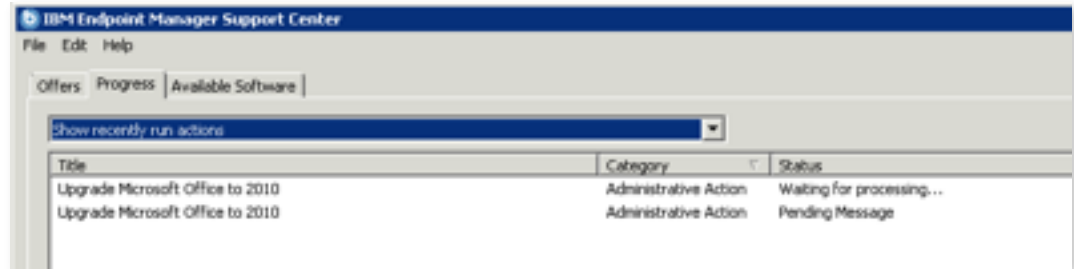 IBM Endpoint Manager Support Center
File Edit Help
Offers Progress Available Software
Show recently run actions
Title Category Status
Upgrade Microsoft Office to 2010 Administrative Action Waiting for processing...
Upgrade Microsoft Office to 2010 Administrative Action Pending Message